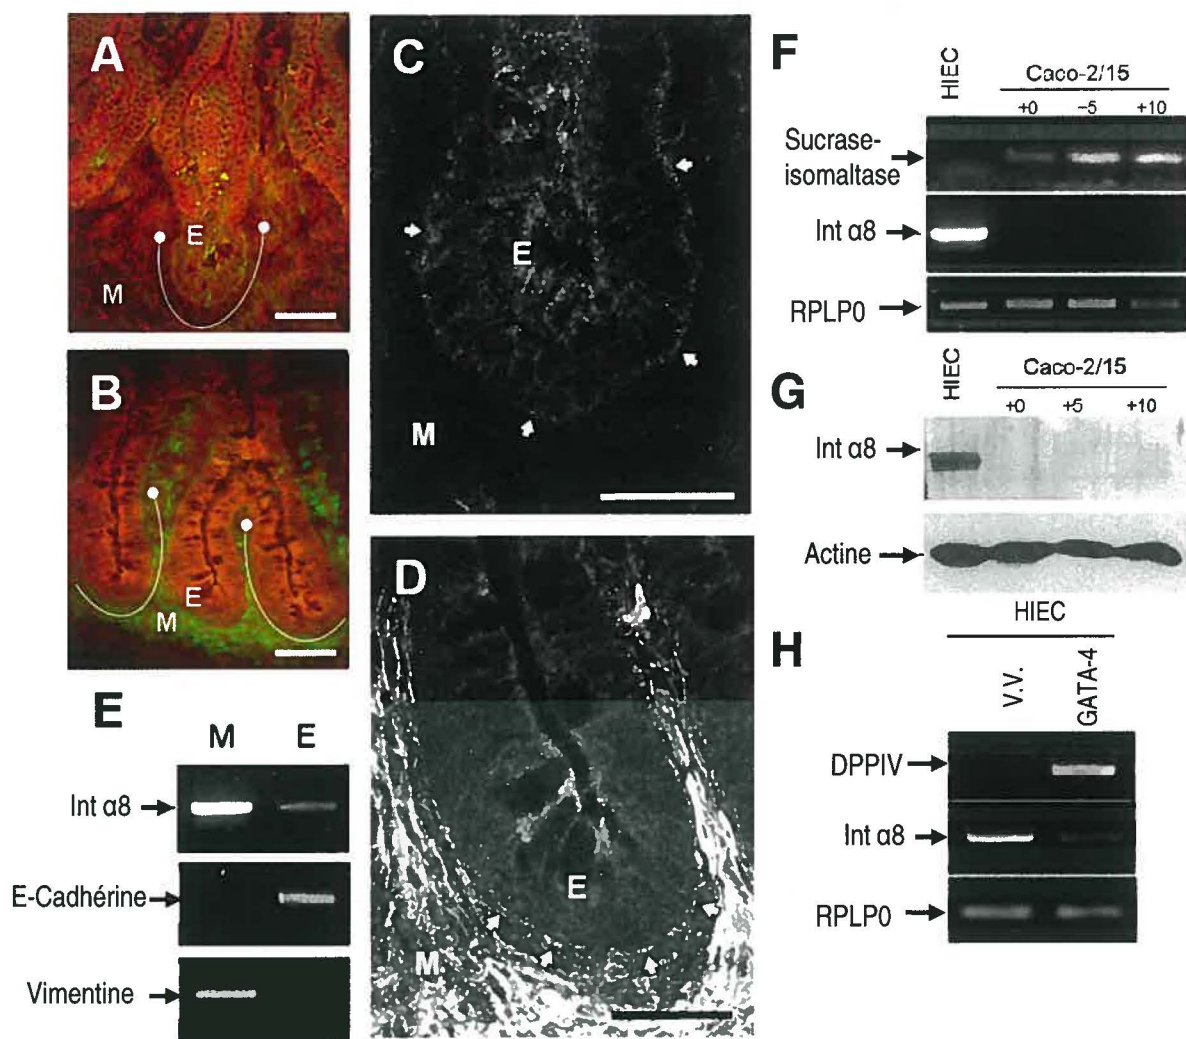 A
E
M
B
E
M
C
E
M
D
E
M
E
M E
Int α8
E-Cadhérine
Vimentine
F
HIEC
Caco-2/15
+0 −5 +10
Sucrase-
isomaltase
Int α8
RPLP0
G
HIEC
Caco-2/15
+0 +5 +10
Int α8
Actine
H
HIEC
V.V.
GATA-4
DPPIV
Int α8
RPLP0